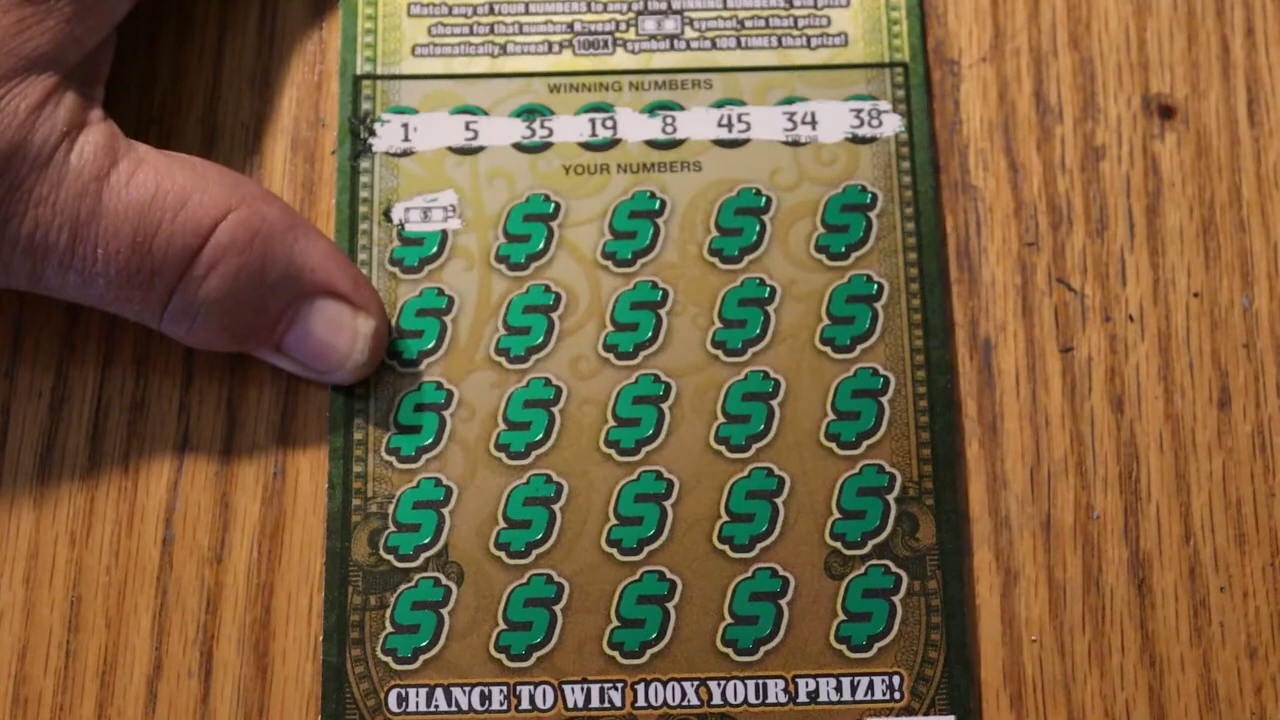 Match any of YOUR NUMBERS to any of the WINNING NUMBERS, win prize
shown for that number. Reveal a " " symbol, win that prize
automatically. Reveal a "100X" symbol to win 100 TIMES that prize!
WINNING NUMBERS
1 5 35 19 8 45 34 38
YOUR NUMBERS
$
$ $ $ $ $
$ $ $ $ $
$ $ $ $ $
$ $ $ $ $
$ $ $ $ $
CHANCE TO WIN 100X YOUR PRIZE!